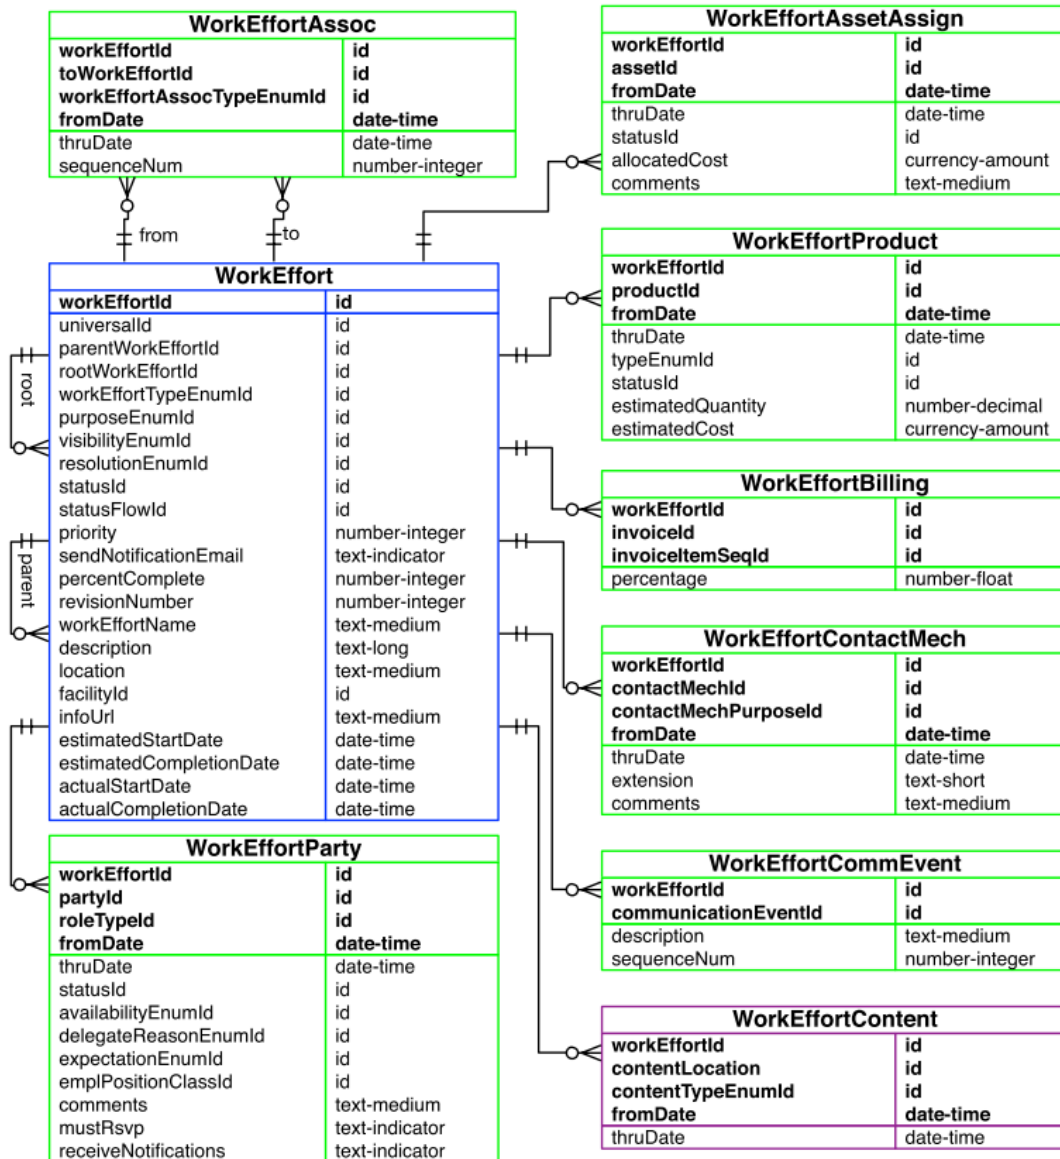 WorkEffortAssoc
workEffortId id
toWorkEffortId id
workEffortAssocTypeEnumId id
fromDate date-time
thruDate date-time
sequenceNum number-integer
from
to
WorkEffort
workEffortId id
universalId id
parentWorkEffortId id
rootWorkEffortId id
workEffortTypeEnumId id
purposeEnumId id
visibilityEnumId id
resolutionEnumId id
statusId id
statusFlowId id
priority number-integer
sendNotificationEmail text-indicator
percentComplete number-integer
revisionNumber number-integer
workEffortName text-medium
description text-long
location text-medium
facilityId id
infoUrl text-medium
estimatedStartDate date-time
estimatedCompletionDate date-time
actualStartDate date-time
actualCompletionDate date-time
root
parent
WorkEffortParty
workEffortId id
partyId id
roleTypeId id
fromDate date-time
thruDate date-time
statusId id
availabilityEnumId id
delegateReasonEnumId id
expectationEnumId id
emplPositionClassId id
comments text-medium
mustRsvp text-indicator
receiveNotifications text-indicator
WorkEffortAssetAssign
workEffortId id
assetId id
fromDate date-time
thruDate date-time
statusId id
allocatedCost currency-amount
comments text-medium
WorkEffortProduct
workEffortId id
productId id
fromDate date-time
thruDate date-time
typeEnumId id
statusId id
estimatedQuantity number-decimal
estimatedCost currency-amount
WorkEffortBilling
workEffortId id
invoiceId id
invoiceItemSeqId id
percentage number-float
WorkEffortContactMech
workEffortId id
contactMechId id
contactMechPurposeId id
fromDate date-time
thruDate date-time
extension text-short
comments text-medium
WorkEffortCommEvent
workEffortId id
communicationEventId id
description text-medium
sequenceNum number-integer
WorkEffortContent
workEffortId id
contentLocation id
contentTypeEnumId id
fromDate date-time
thruDate date-time